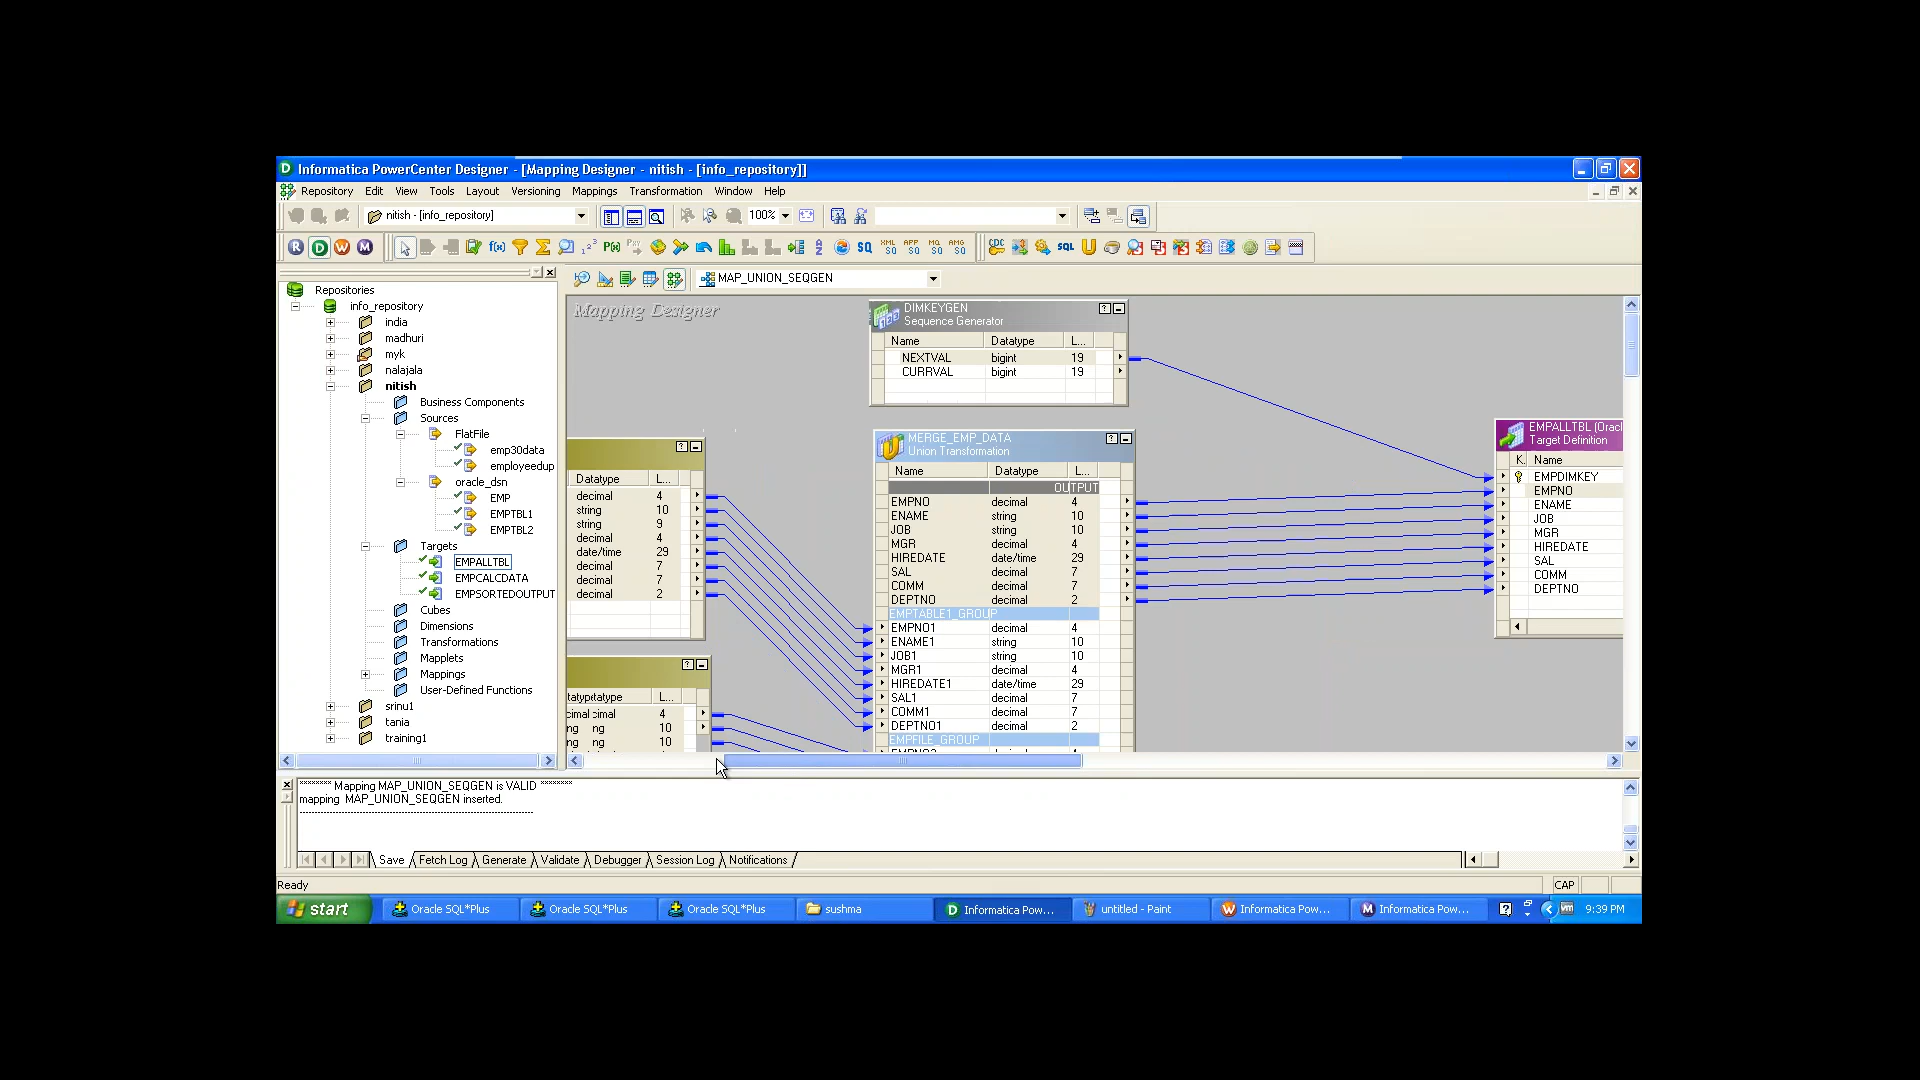 Informatica PowerCenter Designer - [Mapping Designer - nitish - [info_repository]]
Repository Edit View Tools Layout Versioning Mappings Transformation Window Help
nitish - [info_repository]
100%
MAP_UNION_SEQGEN
Repositories
info_repository
india
madhuri
myk
nalajala
nitish
Business Components
Sources
FlatFile
emp30data
employeedup
oracle_dsn
EMP
EMPTBL1
EMPTBL2
Targets
EMPALLTBL
EMPCALCDATA
EMPSORTEDOUTPUT
Cubes
Dimensions
Transformations
Mapplets
Mappings
User-Defined Functions
srinu1
tania
training1
Mapping Designer
DIMKEYGEN
Sequence Generator
Name Datatype L...
NEXTVAL bigint 19
CURRVAL bigint 19
Datatype L...
decimal 4
string 10
string 9
decimal 4
date/time 29
decimal 7
decimal 7
decimal 2
L...
4
10
10
MERGE_EMP_DATA
Union Transformation
Name Datatype L...
OUTPUT
EMPNO decimal 4
ENAME string 10
JOB string 10
MGR decimal 4
HIREDATE date/time 29
SAL decimal 7
COMM decimal 7
DEPTNO decimal 2
EMPTABLE1_GROUP
EMPNO1 decimal 4
ENAME1 string 10
JOB1 string 10
MGR1 decimal 4
HIREDATE1 date/time 29
SAL1 decimal 7
COMM1 decimal 7
DEPTNO1 decimal 2
EMPFILE_GROUP
EMPALLTBL (Oracl
Target Definition
K. Name
EMPDIMKEY
EMPNO
ENAME
JOB
MGR
HIREDATE
SAL
COMM
DEPTNO
******** Mapping MAP_UNION_SEQGEN is VALID ********
mapping MAP_UNION_SEQGEN inserted.
Save Fetch Log Generate Validate Debugger Session Log Notifications
Ready
CAP
start
Oracle SQL*Plus
Oracle SQL*Plus
Oracle SQL*Plus
sushma
Informatica Pow...
untitled - Paint
Informatica Pow...
Informatica Pow...
9:39 PM